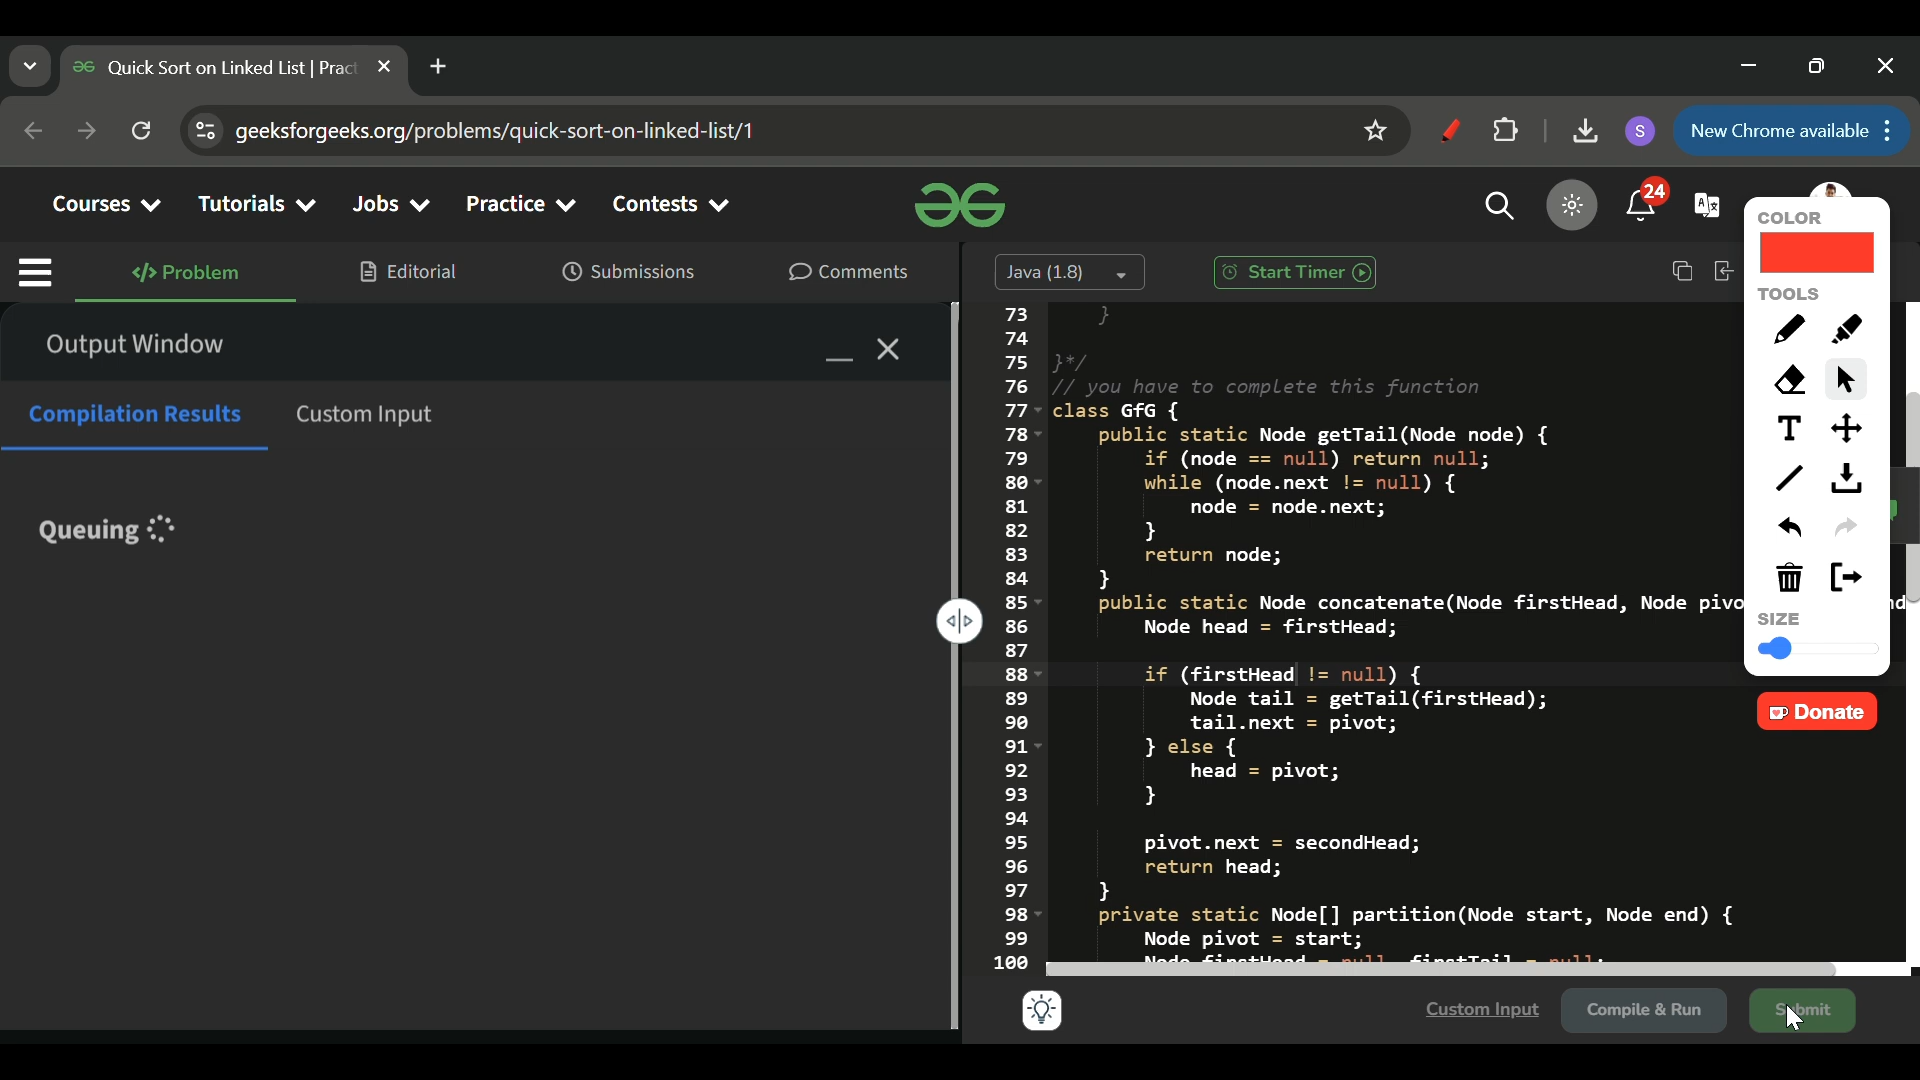 Quick Sort on Linked List | Pract
geeksforgeeks.org/problems/quick-sort-on-linked-list/1
S
New Chrome available
Courses
Tutorials
Jobs
Practice
Contests
24
COLOR
TOOLS
SIZE
Donate
Problem
Editorial
Submissions
Comments
Java (1.8)
Start Timer
Output Window
Compilation Results
Custom Input
Queuing
73 }
74
75 }*/
76 // you have to complete this function
77 class GfG {
78 public static Node getTail(Node node) {
79 if (node == null) return null;
80 while (node.next != null) {
81 node = node.next;
82 }
83 return node;
84 }
85 public static Node concatenate(Node firstHead, Node pivo
86 Node head = firstHead;
87
88 if (firstHead != null) {
89 Node tail = getTail(firstHead);
90 tail.next = pivot;
91 } else {
92 head = pivot;
93 }
94
95 pivot.next = secondHead;
96 return head;
97 }
98 private static Node[] partition(Node start, Node end) {
99 Node pivot = start;
100 Node firstHead = null, firstTail = null;
Custom Input
Compile & Run
Submit